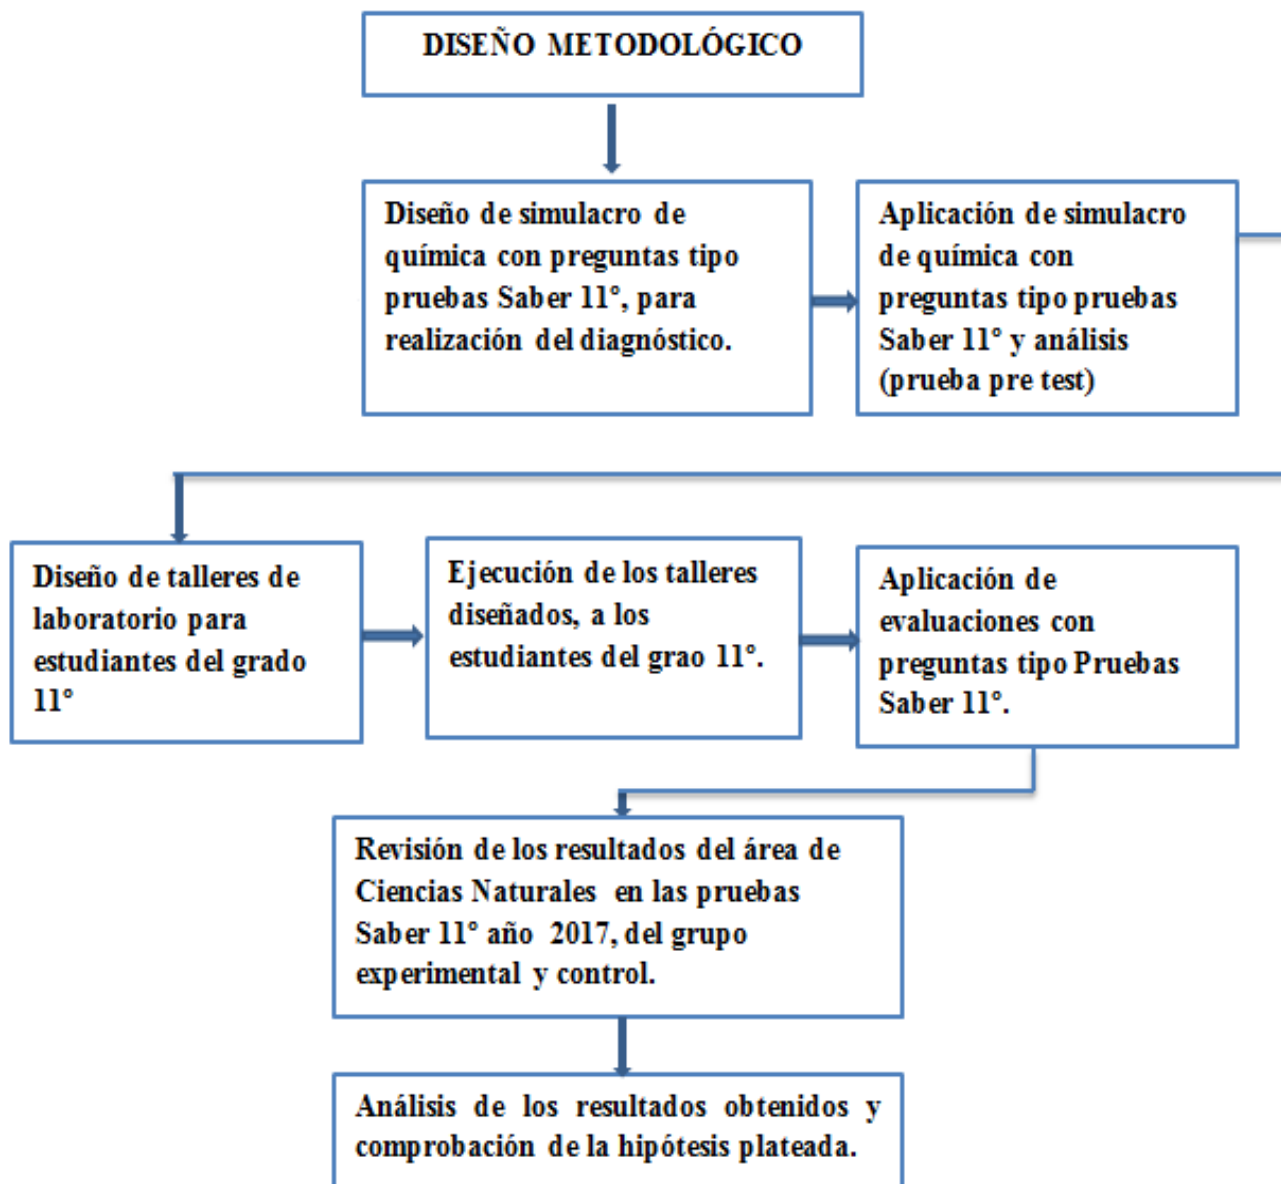 DISEÑO METODOLÓGICO
Diseño de simulacro de
química con preguntas tipo
pruebas Saber 11°, para
realización del diagnóstico.
Aplicación de simulacro
de química con
preguntas tipo pruebas
Saber 11° y análisis
(prueba pre test)
Diseño de talleres de
laboratorio para
estudiantes del grado
11°
Ejecución de los talleres
diseñados, a los
estudiantes del grao 11°.
Aplicación de
evaluaciones con
preguntas tipo Pruebas
Saber 11°.
Revisión de los resultados del área de
Ciencias Naturales en las pruebas
Saber 11° año 2017, del grupo
experimental y control.
Análisis de los resultados obtenidos y
comprobación de la hipótesis plateada.